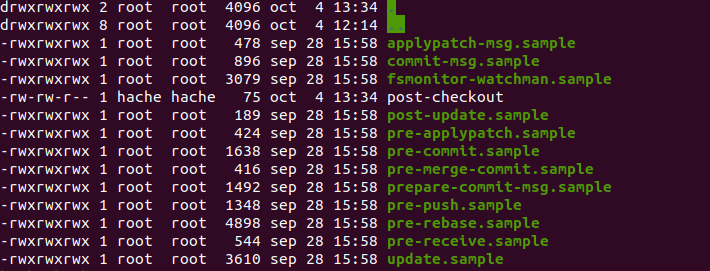 drwxrwxrwx 2 root  root  4096 oct  4 13:34 .
drwxrwxrwx 8 root  root  4096 oct  4 12:14 ..
-rwxrwxrwx 1 root  root   478 sep 28 15:58 applypatch-msg.sample
-rwxrwxrwx 1 root  root   896 sep 28 15:58 commit-msg.sample
-rwxrwxrwx 1 root  root  3079 sep 28 15:58 fsmonitor-watchman.sample
-rw-rw-r-- 1 hache hache   75 oct  4 13:34 post-checkout
-rwxrwxrwx 1 root  root   189 sep 28 15:58 post-update.sample
-rwxrwxrwx 1 root  root   424 sep 28 15:58 pre-applypatch.sample
-rwxrwxrwx 1 root  root  1638 sep 28 15:58 pre-commit.sample
-rwxrwxrwx 1 root  root   416 sep 28 15:58 pre-merge-commit.sample
-rwxrwxrwx 1 root  root  1492 sep 28 15:58 prepare-commit-msg.sample
-rwxrwxrwx 1 root  root  1348 sep 28 15:58 pre-push.sample
-rwxrwxrwx 1 root  root  4898 sep 28 15:58 pre-rebase.sample
-rwxrwxrwx 1 root  root   544 sep 28 15:58 pre-receive.sample
-rwxrwxrwx 1 root  root  3610 sep 28 15:58 update.sample